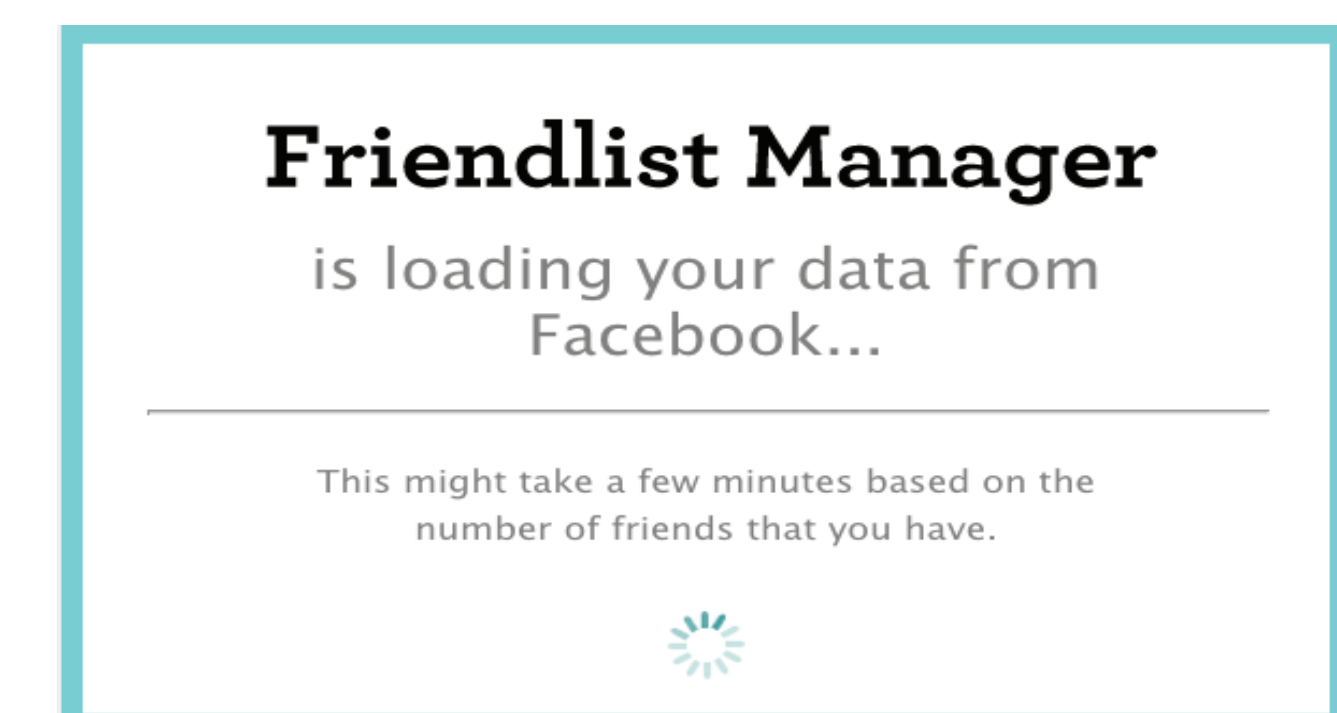 Friendlist Manager
is loading your data from
Facebook...
This might take a few minutes based on the
number of friends that you have.